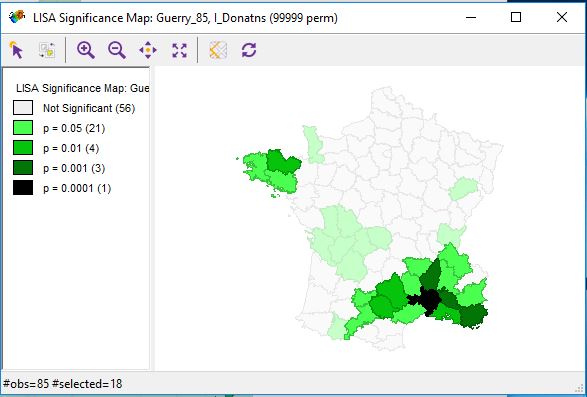 LISA Significance Map: Guerry_85, I_Donatns (99999 perm)
LISA Significance Map: Gue
Not Significant (56)
p = 0.05 (21)
p = 0.01 (4)
p = 0.001 (3)
p = 0.0001 (1)
#obs=85 #selected=18